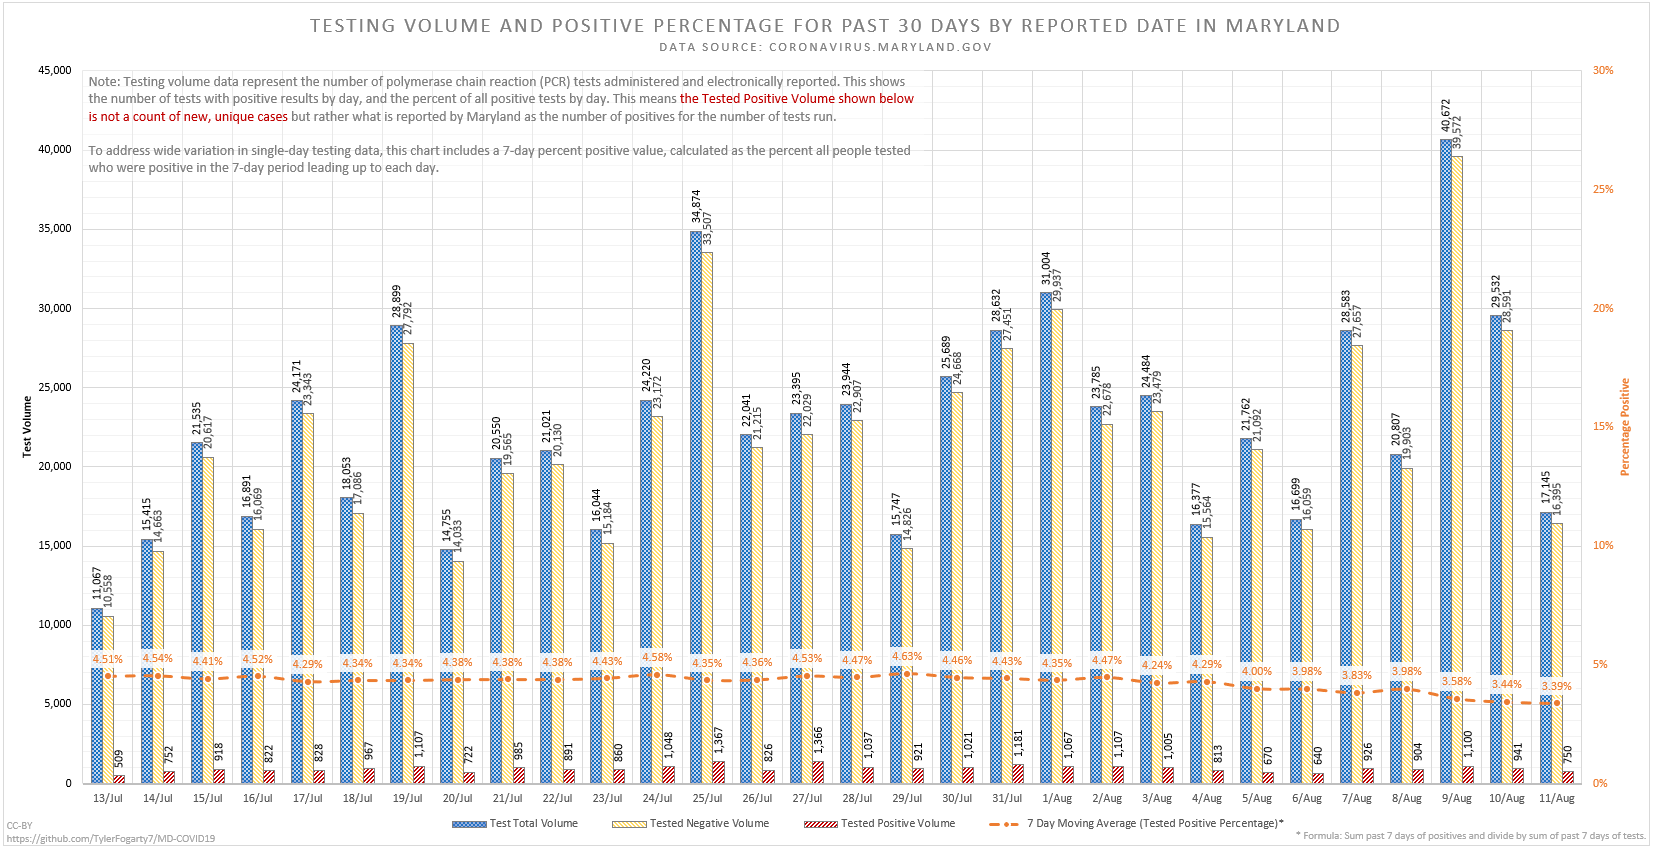 TESTING VOLUME AND POSITIVE PERCENTAGE FOR PAST 30 DAYS BY REPORTED DATE IN MARYLAND
DATA SOURCE: CORONAVIRUS.MARYLAND.GOV
Note: Testing volume data represent the number of polymerase chain reaction (PCR) tests administered and electronically reported. This shows
the number of tests with positive results by day, and the percent of all positive tests by day. This means the Tested Positive Volume shown below
is not a count of new, unique cases but rather what is reported by Maryland as the number of positives for the number of tests run.
To address wide variation in single-day testing data, this chart includes a 7-day percent positive value, calculated as the percent all people tested
who were positive in the 7-day period leading up to each day.
45,000
40,000
35,000
30,000
25,000
20,000
15,000
10,000
5,000
0
Test Volume
30%
25%
20%
15%
10%
5%
0%
Percentage Positive
11,067 15,415 21,535 16,891 24,171 18,053 28,899 14,755 20,550 21,021 16,044 24,220 34,874 22,041 23,395 23,944 15,747 25,689 28,632 31,004 23,785 24,484 16,377 21,762 16,699 28,583 20,807 40,672 29,532 17,145
10,558 14,663 20,617 16,069 23,343 17,086 27,792 14,033 19,565 20,130 15,184 23,172 33,507 21,215 22,029 22,907 14,826 24,668 27,451 29,937 22,678 23,479 15,564 21,092 16,059 27,657 19,903 39,572 28,591 16,395
4.51% 4.54% 4.41% 4.52% 4.29% 4.34% 4.34% 4.38% 4.38% 4.38% 4.43% 4.58% 4.35% 4.36% 4.53% 4.47% 4.63% 4.46% 4.43% 4.35% 4.47% 4.24% 4.29% 4.00% 3.98% 3.83% 3.98% 3.58% 3.44% 3.39%
509 752 918 822 828 967 1,107 722 985 891 860 1,048 1,367 826 1,366 1,037 921 1,021 1,181 1,067 1,107 1,005 813 670 640 926 904 1,100 941 750
13/Jul 14/Jul 15/Jul 16/Jul 17/Jul 18/Jul 19/Jul 20/Jul 21/Jul 22/Jul 23/Jul 24/Jul 25/Jul 26/Jul 27/Jul 28/Jul 29/Jul 30/Jul 31/Jul 1/Aug 2/Aug 3/Aug 4/Aug 5/Aug 6/Aug 7/Aug 8/Aug 9/Aug 10/Aug 11/Aug
Test Total Volume Tested Negative Volume Tested Positive Volume 7 Day Moving Average (Tested Positive Percentage)*
CC-BY
https://github.com/TylerFogarty7/MD-COVID19
* Formula: Sum past 7 days of positives and divide by sum of past 7 days of tests.